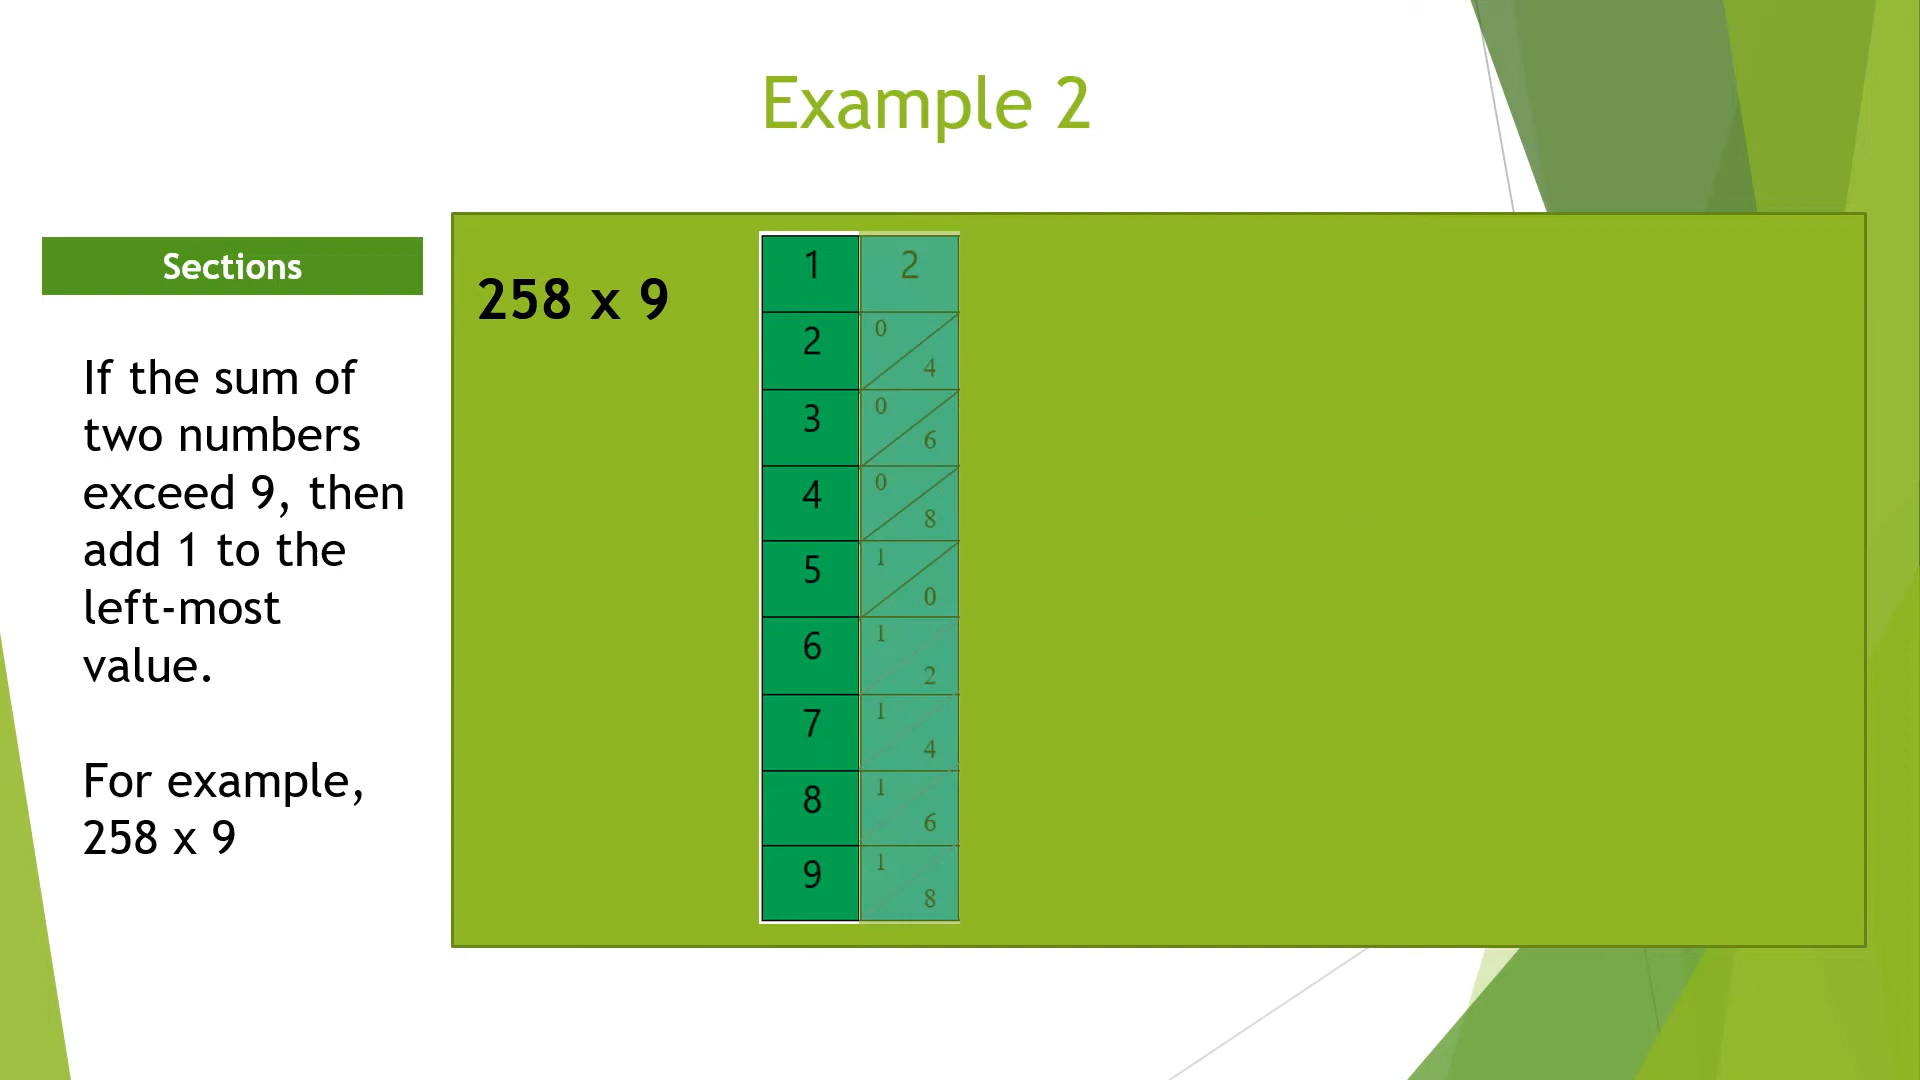 Example 2
Sections
If the sum of
two numbers
exceed 9, then
add 1 to the
left-most
value.
For example,
258 x 9
258 x 9
1 2
2 0 4
3 0 6
4 0 8
5 1 0
6 1 2
7 1 4
8 1 6
9 1 8